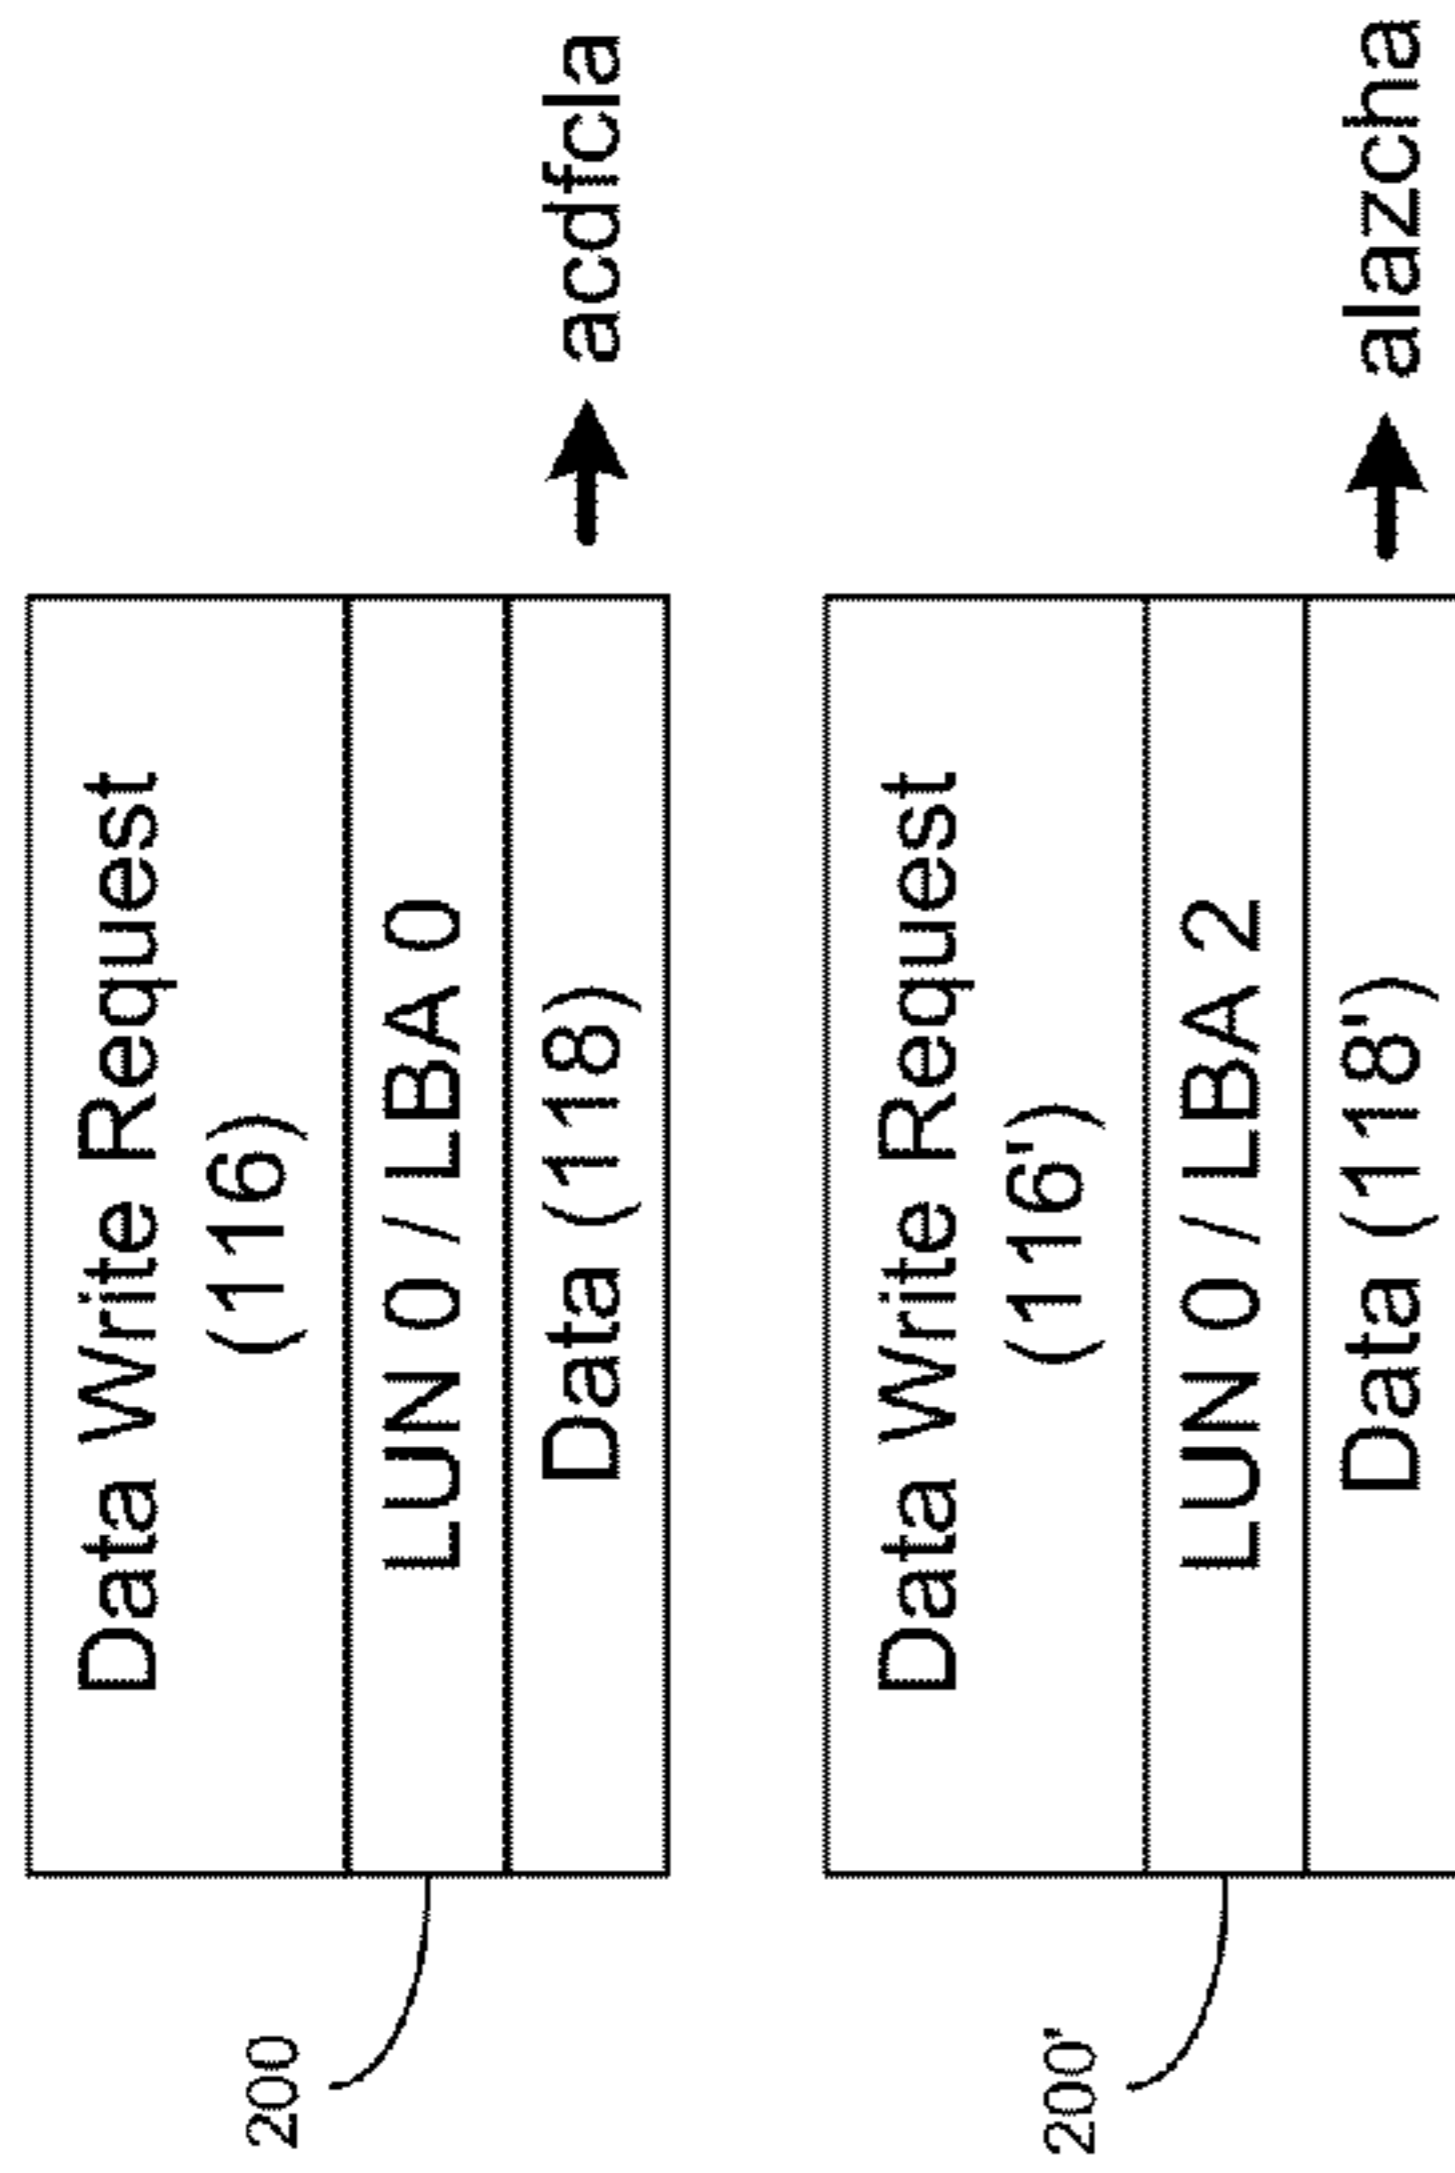 Data Write Request
(116)
200
LUN 0 / LBA 0
Data (118)
acdfcla
Data Write Request
(116')
200'
LUN 0 / LBA 2
Data (118')
alazcha